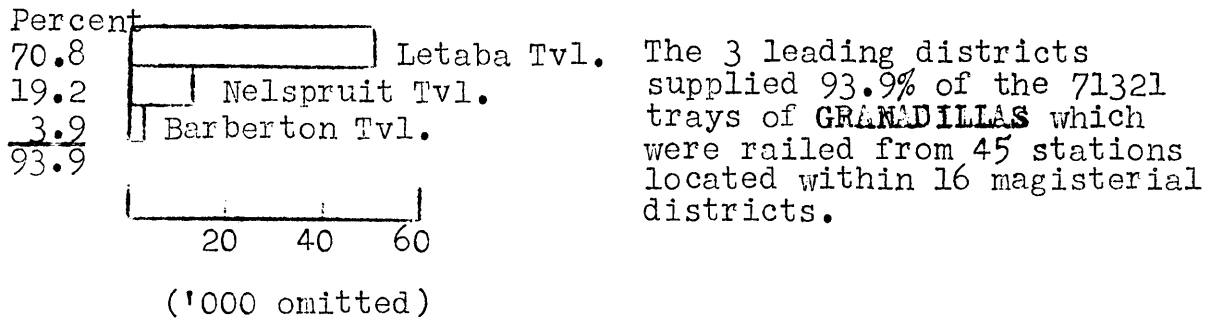 Percent
70.8 Letaba Tvl.
19.2 Nelspruit Tvl.
3.9 Barberton Tvl.
93.9
20 40 60
('000 omitted)
The 3 leading districts
supplied 93.9% of the 71321
trays of GRANADILLAS which
were railed from 45 stations
located within 16 magisterial
districts.